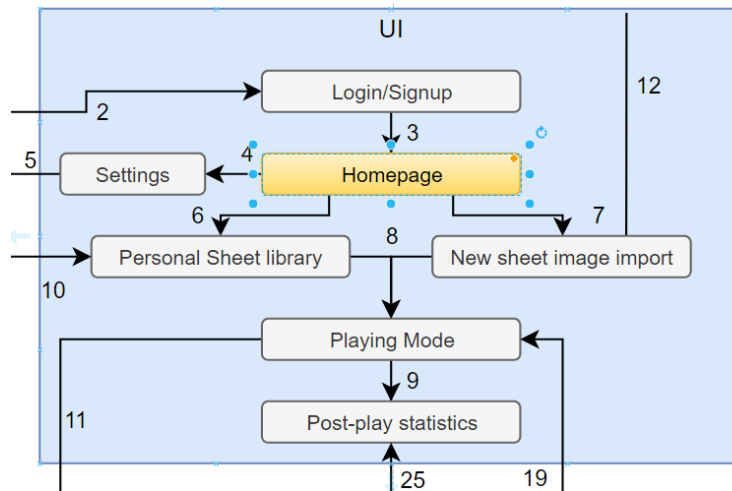 UI
12
Login/Signup
2
3
5
Settings
4
Homepage
6
7
Personal Sheet library
8
New sheet image import
10
Playing Mode
11
9
Post-play statistics
25
19